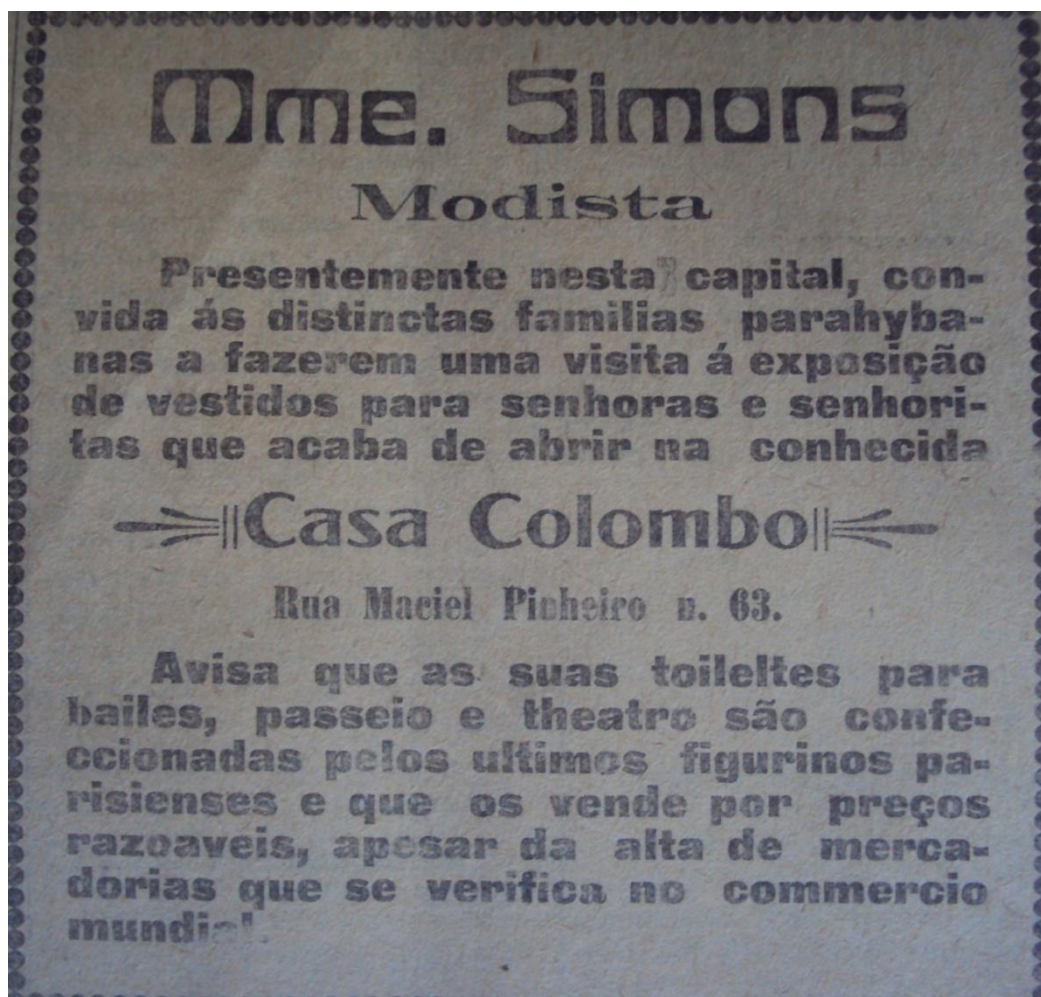 Mme. Simons
Modista
Presentemente nesta capital, con-
vida ás distinctas familias parahyba-
nas a fazerem uma visita á exposição
de vestidos para senhoras e senhori-
tas que acaba de abrir na conhecida
Casa Colombo
Rua Maciel Pinheiro n. 63.
Avisa que as suas toileltes para
bailes, passeio e theatro são confe-
ccionadas pelos ultimos figurinos pa-
risienses e que os vende por preços
razoaveis, apesar da alta de merca-
dorias que se verifica no commercio
mundial.